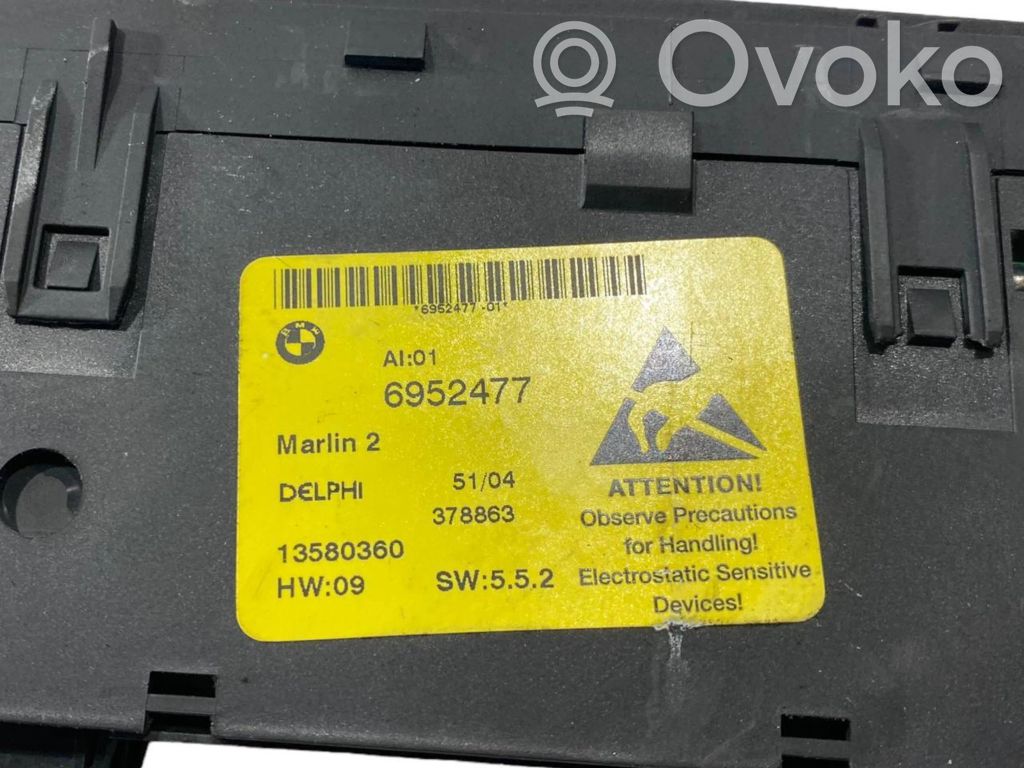 Ovoko
*6952477-01*
BMW
AI:01
6952477
Marlin 2
DELPHI
51/04
378863
13580360
HW:09
SW:5.5.2
ATTENTION!
Observe Precautions
for Handling!
Electrostatic Sensitive
Devices!